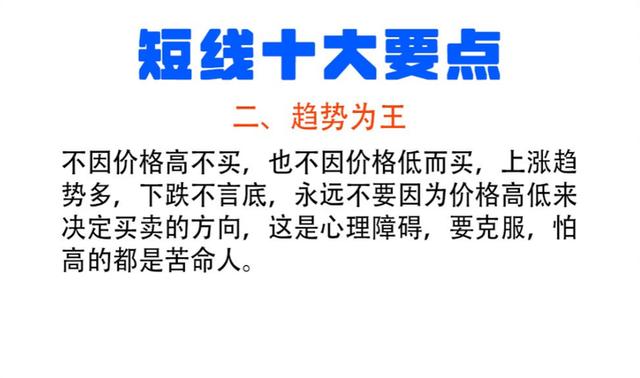 短线十大要点
二、趋势为王
不因价格高不买，也不因价格低而买，上涨趋
势多，下跌不言底，永远不要因为价格高低来
决定买卖的方向，这是心理障碍，要克服，怕
高的都是苦命人。